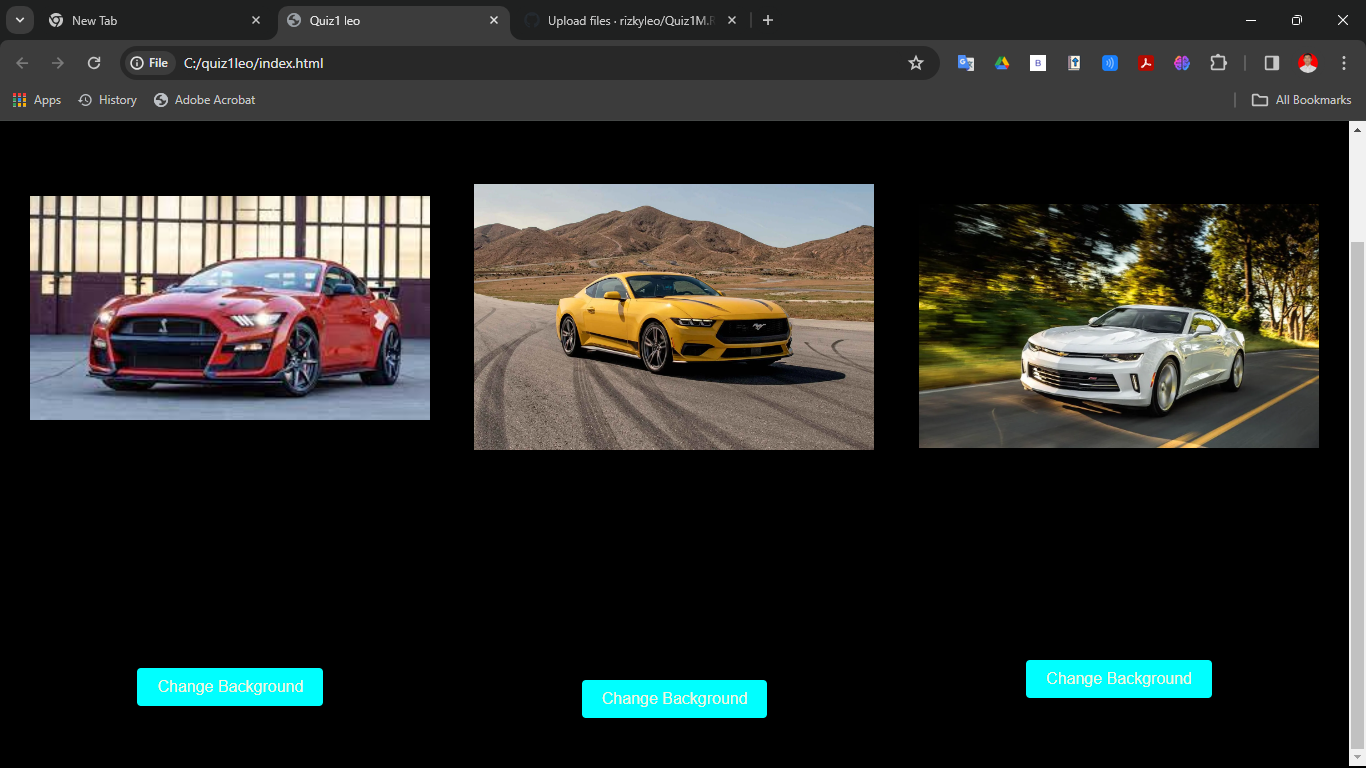 New Tab
Quiz1 leo
Upload files · rizkyleo/Quiz1M.R
File
C:/quiz1leo/index.html
B
Apps
History
Adobe Acrobat
All Bookmarks
Change Background
Change Background
Change Background